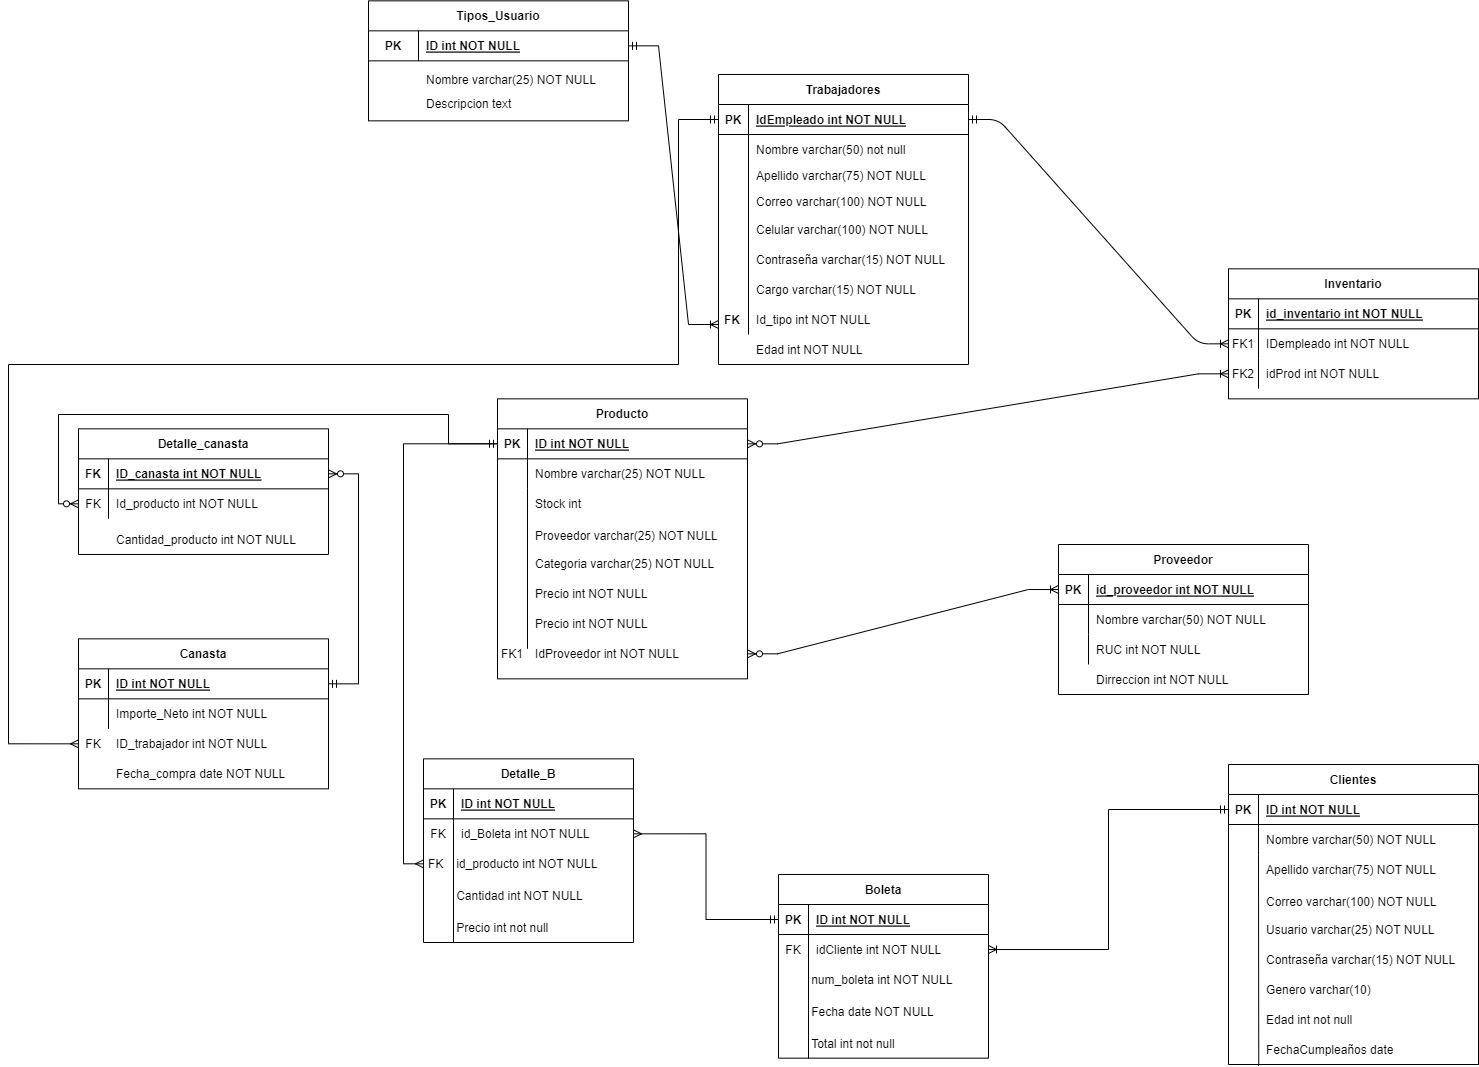 Tipos_Usuario
PK ID int NOT NULL
Nombre varchar(25) NOT NULL
Descripcion text
Trabajadores
PK IdEmpleado int NOT NULL
Nombre varchar(50) not null
Apellido varchar(75) NOT NULL
Correo varchar(100) NOT NULL
Celular varchar(100) NOT NULL
Contraseña varchar(15) NOT NULL
Cargo varchar(15) NOT NULL
FK Id_tipo int NOT NULL
Edad int NOT NULL
Inventario
PK id_inventario int NOT NULL
FK1 IDempleado int NOT NULL
FK2 idProd int NOT NULL
Producto
PK ID int NOT NULL
Nombre varchar(25) NOT NULL
Stock int
Proveedor varchar(25) NOT NULL
Categoria varchar(25) NOT NULL
Precio int NOT NULL
Precio int NOT NULL
FK1 IdProveedor int NOT NULL
Detalle_canasta
FK ID_canasta int NOT NULL
FK Id_producto int NOT NULL
Cantidad_producto int NOT NULL
Proveedor
PK id_proveedor int NOT NULL
Nombre varchar(50) NOT NULL
RUC int NOT NULL
Dirreccion int NOT NULL
Canasta
PK ID int NOT NULL
Importe_Neto int NOT NULL
FK ID_trabajador int NOT NULL
Fecha_compra date NOT NULL
Detalle_B
PK ID int NOT NULL
FK id_Boleta int NOT NULL
FK id_producto int NOT NULL
Cantidad int NOT NULL
Precio int not null
Boleta
PK ID int NOT NULL
FK idCliente int NOT NULL
num_boleta int NOT NULL
Fecha date NOT NULL
Total int not null
Clientes
PK ID int NOT NULL
Nombre varchar(50) NOT NULL
Apellido varchar(75) NOT NULL
Correo varchar(100) NOT NULL
Usuario varchar(25) NOT NULL
Contraseña varchar(15) NOT NULL
Genero varchar(10)
Edad int not null
FechaCumpleaños date